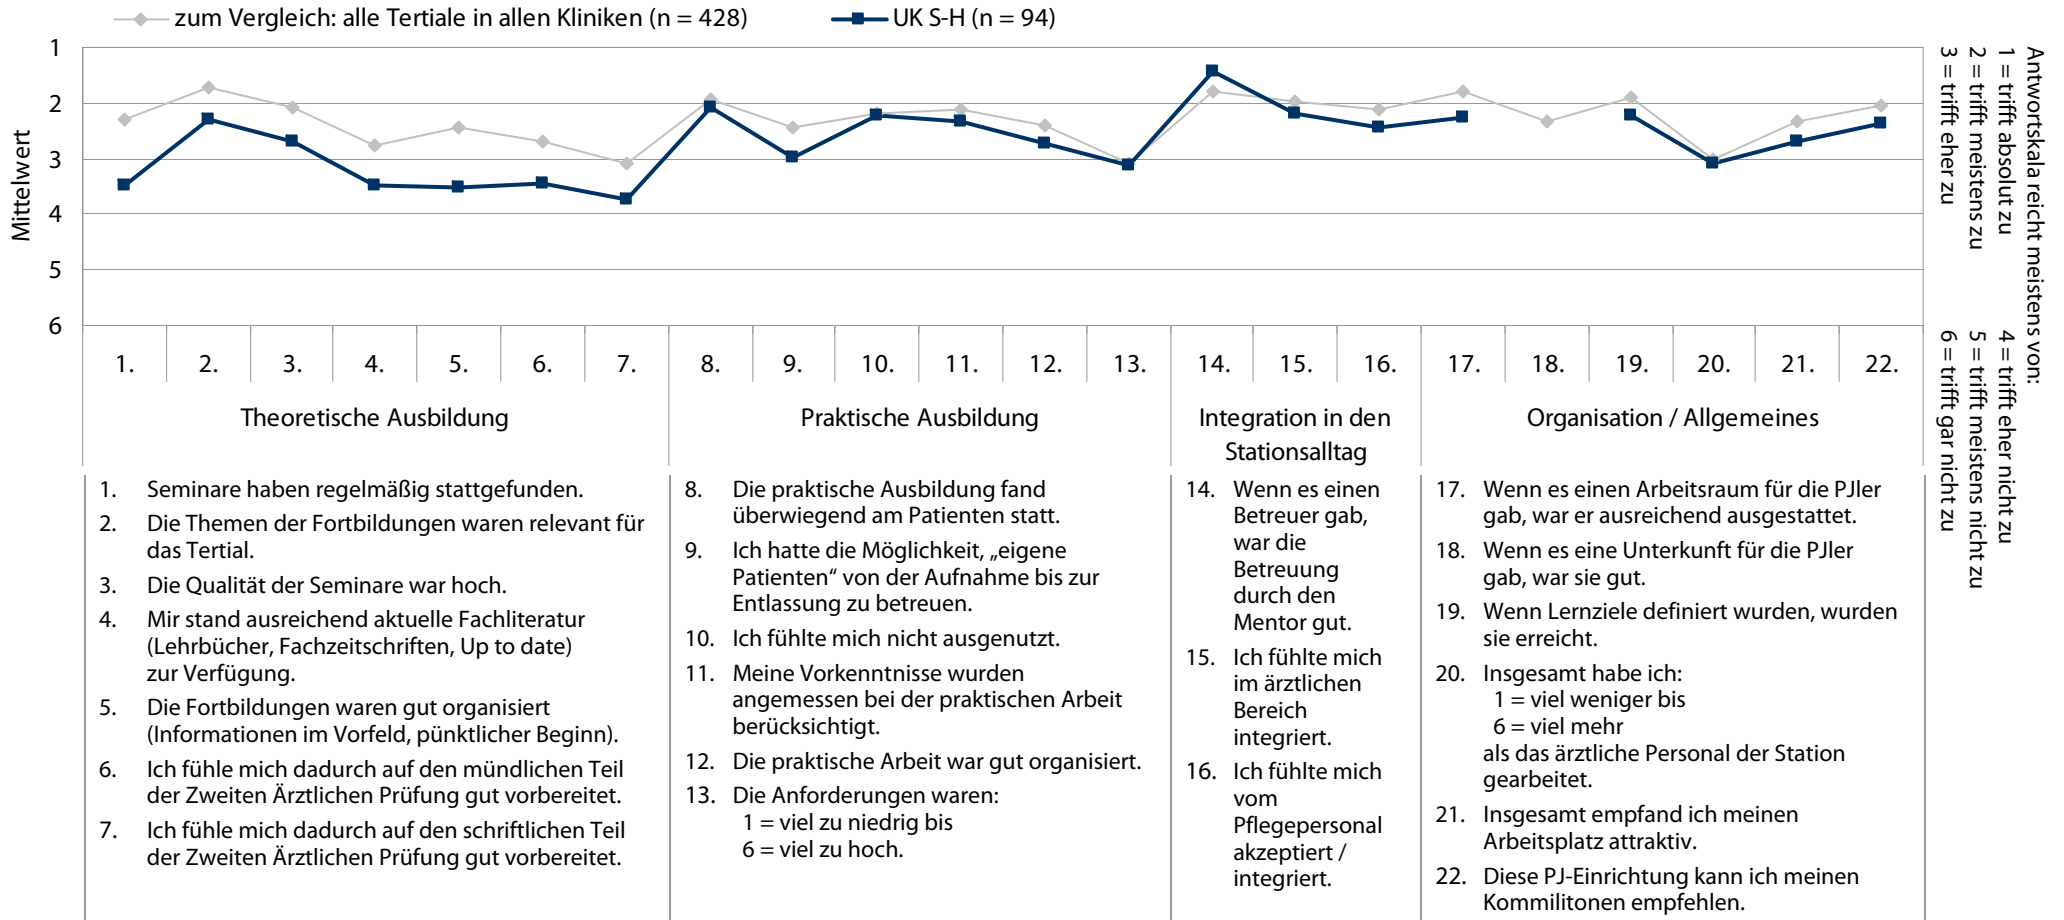 zum Vergleich: alle Tertiale in allen Kliniken (n = 428)
UK S-H (n = 94)
Mittelwert
1
2
3
4
5
6
1. 2. 3. 4. 5. 6. 7. 8. 9. 10. 11. 12. 13. 14. 15. 16. 17. 18. 19. 20. 21. 22.
Theoretische Ausbildung
Praktische Ausbildung
Integration in den
Stationsalltag
Organisation / Allgemeines
1. Seminare haben regelmäßig stattgefunden.
2. Die Themen der Fortbildungen waren relevant für
das Tertial.
3. Die Qualität der Seminare war hoch.
4. Mir stand ausreichend aktuelle Fachliteratur
(Lehrbücher, Fachzeitschriften, Up to date)
zur Verfügung.
5. Die Fortbildungen waren gut organisiert
(Informationen im Vorfeld, pünktlicher Beginn).
6. Ich fühle mich dadurch auf den mündlichen Teil
der Zweiten Ärztlichen Prüfung gut vorbereitet.
7. Ich fühle mich dadurch auf den schriftlichen Teil
der Zweiten Ärztlichen Prüfung gut vorbereitet.
8. Die praktische Ausbildung fand
überwiegend am Patienten statt.
9. Ich hatte die Möglichkeit, „eigene
Patienten“ von der Aufnahme bis zur
Entlassung zu betreuen.
10. Ich fühlte mich nicht ausgenutzt.
11. Meine Vorkenntnisse wurden
angemessen bei der praktischen Arbeit
berücksichtigt.
12. Die praktische Arbeit war gut organisiert.
13. Die Anforderungen waren:
1 = viel zu niedrig bis
6 = viel zu hoch.
14. Wenn es einen
Betreuer gab,
war die
Betreuung
durch den
Mentor gut.
15. Ich fühlte mich
im ärztlichen
Bereich
integriert.
16. Ich fühlte mich
vom
Pflegepersonal
akzeptiert /
integriert.
17. Wenn es einen Arbeitsraum für die PJler
gab, war er ausreichend ausgestattet.
18. Wenn es eine Unterkunft für die PJler
gab, war sie gut.
19. Wenn Lernziele definiert wurden, wurden
sie erreicht.
20. Insgesamt habe ich:
1 = viel weniger bis
6 = viel mehr
als das ärztliche Personal der Station
gearbeitet.
21. Insgesamt empfand ich meinen
Arbeitsplatz attraktiv.
22. Diese PJ-Einrichtung kann ich meinen
Kommilitonen empfehlen.
Antwortskala reicht meistens von:
1 = trifft absolut zu
2 = trifft meistens zu
3 = trifft eher zu
4 = trifft eher nicht zu
5 = trifft meistens nicht zu
6 = trifft gar nicht zu